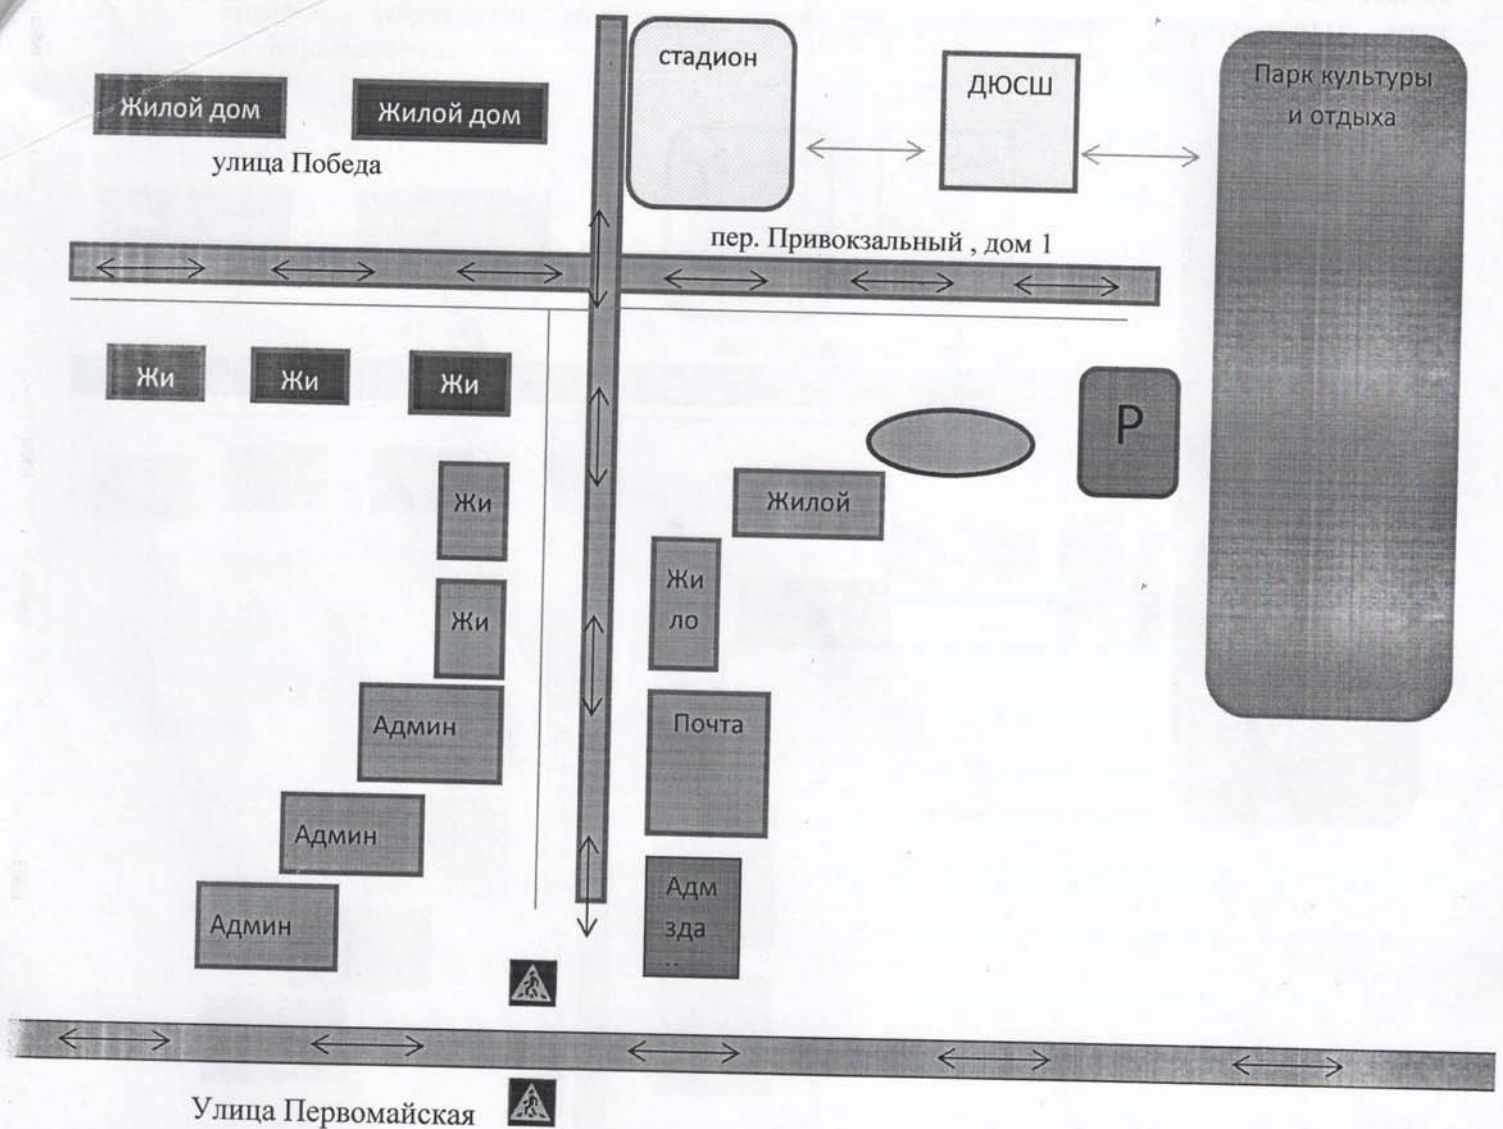 стадион
ДЮСШ
Парк культуры
и отдыха
Жилой дом
Жилой дом
улица Победа
пер. Привокзальный , дом 1
Жи
Жи
Жи
Р
Жи
Жилой
Жи
ло
Жи
Админ
Почта
Админ
Адм
зда
Админ
Улица Первомайская